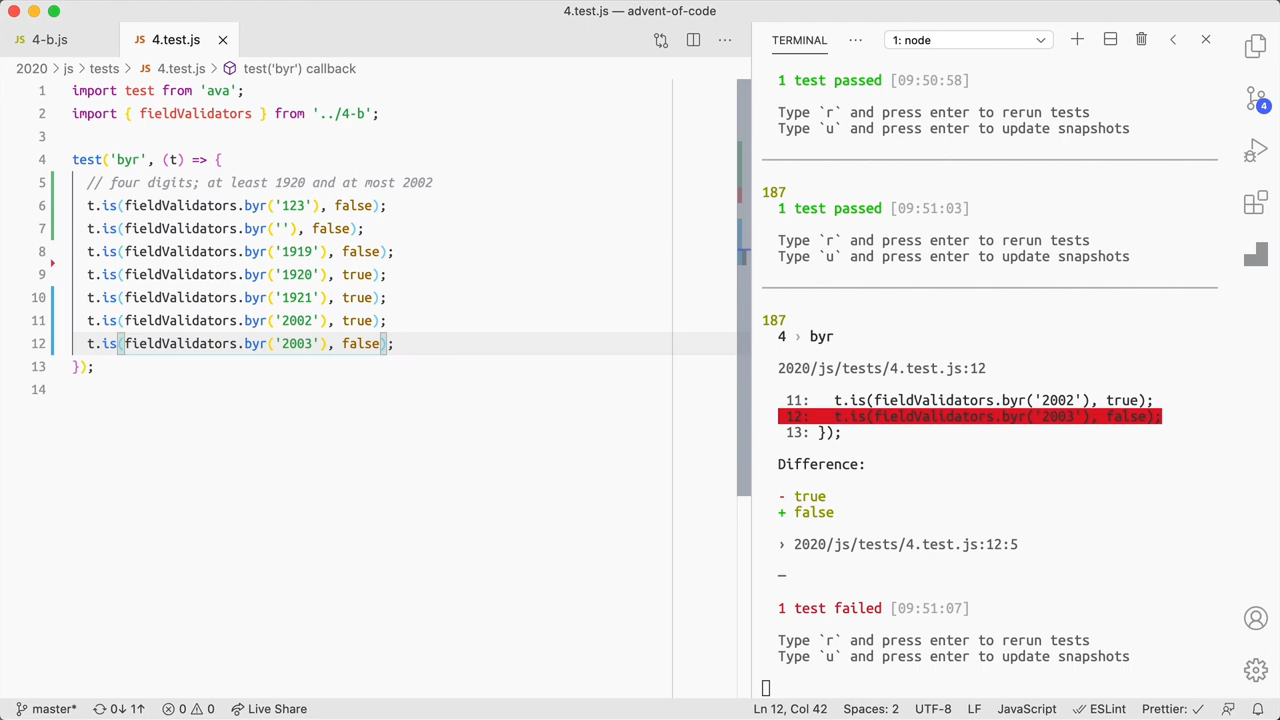 4.test.js — advent-of-code
JS 4-b.js
JS 4.test.js
2020 > js > tests > JS 4.test.js > test('byr') callback
1 import test from 'ava';
2 import { fieldValidators } from '../4-b';
3
4 test('byr', (t) => {
5 // four digits; at least 1920 and at most 2002
6 t.is(fieldValidators.byr('123'), false);
7 t.is(fieldValidators.byr(''), false);
8 t.is(fieldValidators.byr('1919'), false);
9 t.is(fieldValidators.byr('1920'), true);
10 t.is(fieldValidators.byr('1921'), true);
11 t.is(fieldValidators.byr('2002'), true);
12 t.is(fieldValidators.byr('2003'), false);
13 });
14
TERMINAL ··· 1: node
1 test passed [09:50:58]
Type `r` and press enter to rerun tests
Type `u` and press enter to update snapshots
187
1 test passed [09:51:03]
Type `r` and press enter to rerun tests
Type `u` and press enter to update snapshots
187
4 › byr
2020/js/tests/4.test.js:12
11: t.is(fieldValidators.byr('2002'), true);
12: t.is(fieldValidators.byr('2003'), false);
13: });
Difference:
- true
+ false
› 2020/js/tests/4.test.js:12:5
—
1 test failed [09:51:07]
Type `r` and press enter to rerun tests
Type `u` and press enter to update snapshots
4
master* 0↓ 1↑ 0 0 Live Share
Ln 12, Col 42 Spaces: 2 UTF-8 LF JavaScript ESLint Prettier: ✓